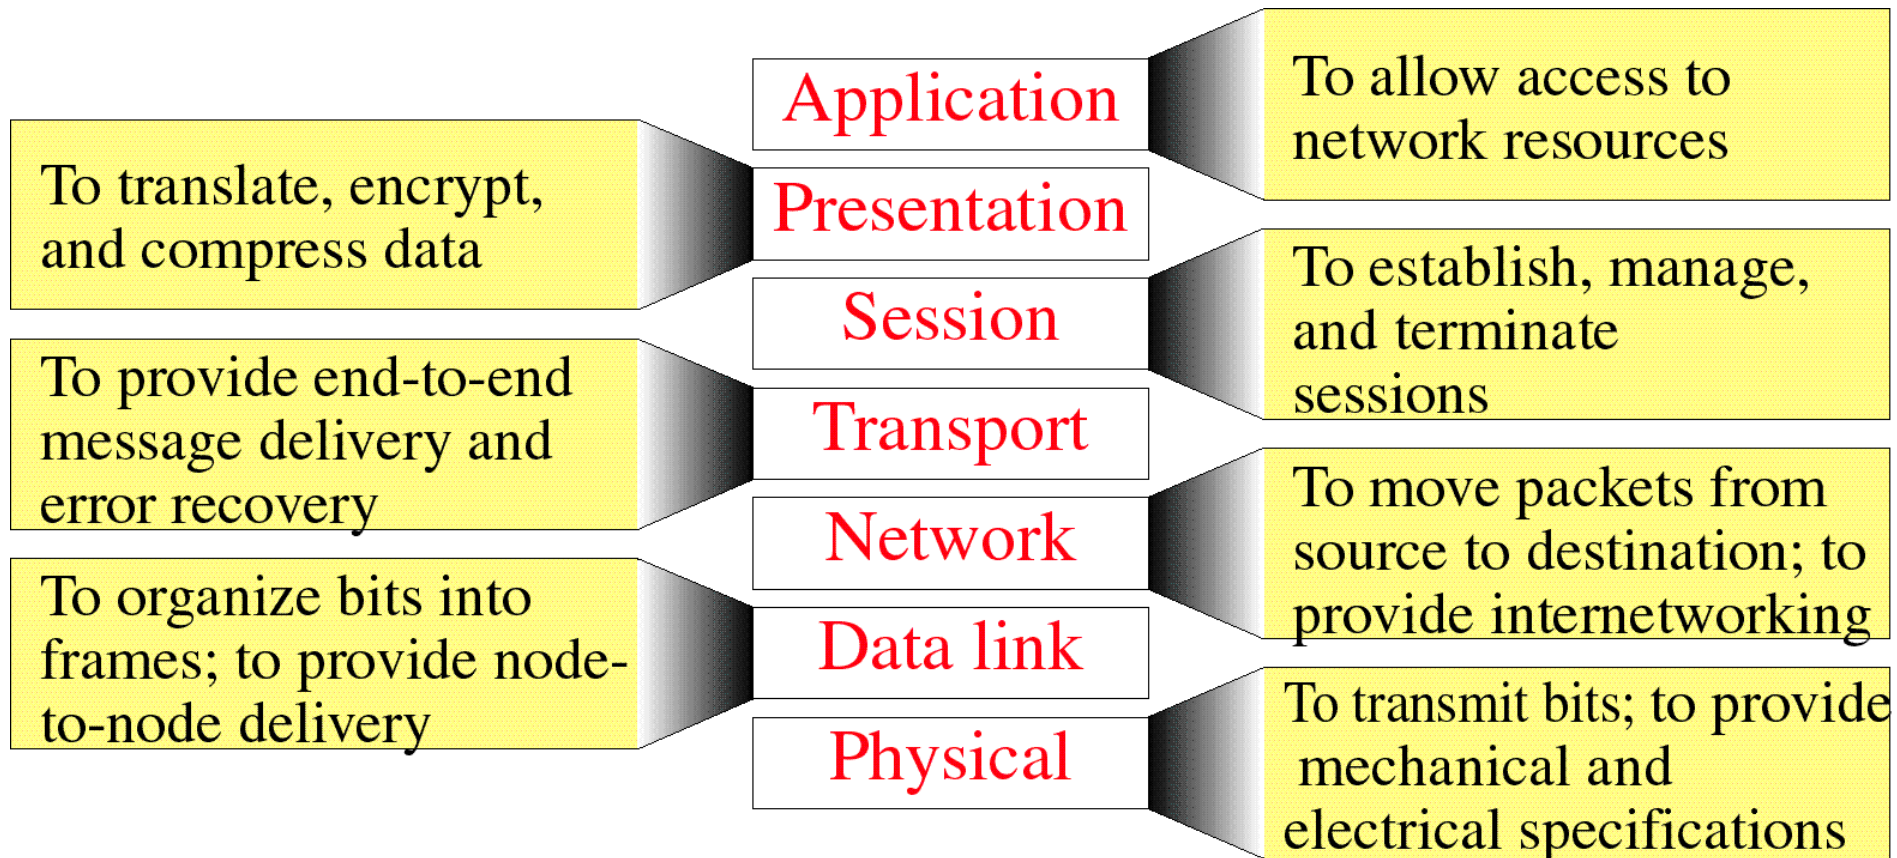 Application
To allow access to
network resources
Presentation
To translate, encrypt,
and compress data
Session
To establish, manage,
and terminate
sessions
Transport
To provide end-to-end
message delivery and
error recovery
Network
To move packets from
source to destination; to
provide internetworking
Data link
To organize bits into
frames; to provide node-
to-node delivery
Physical
To transmit bits; to provide
mechanical and
electrical specifications